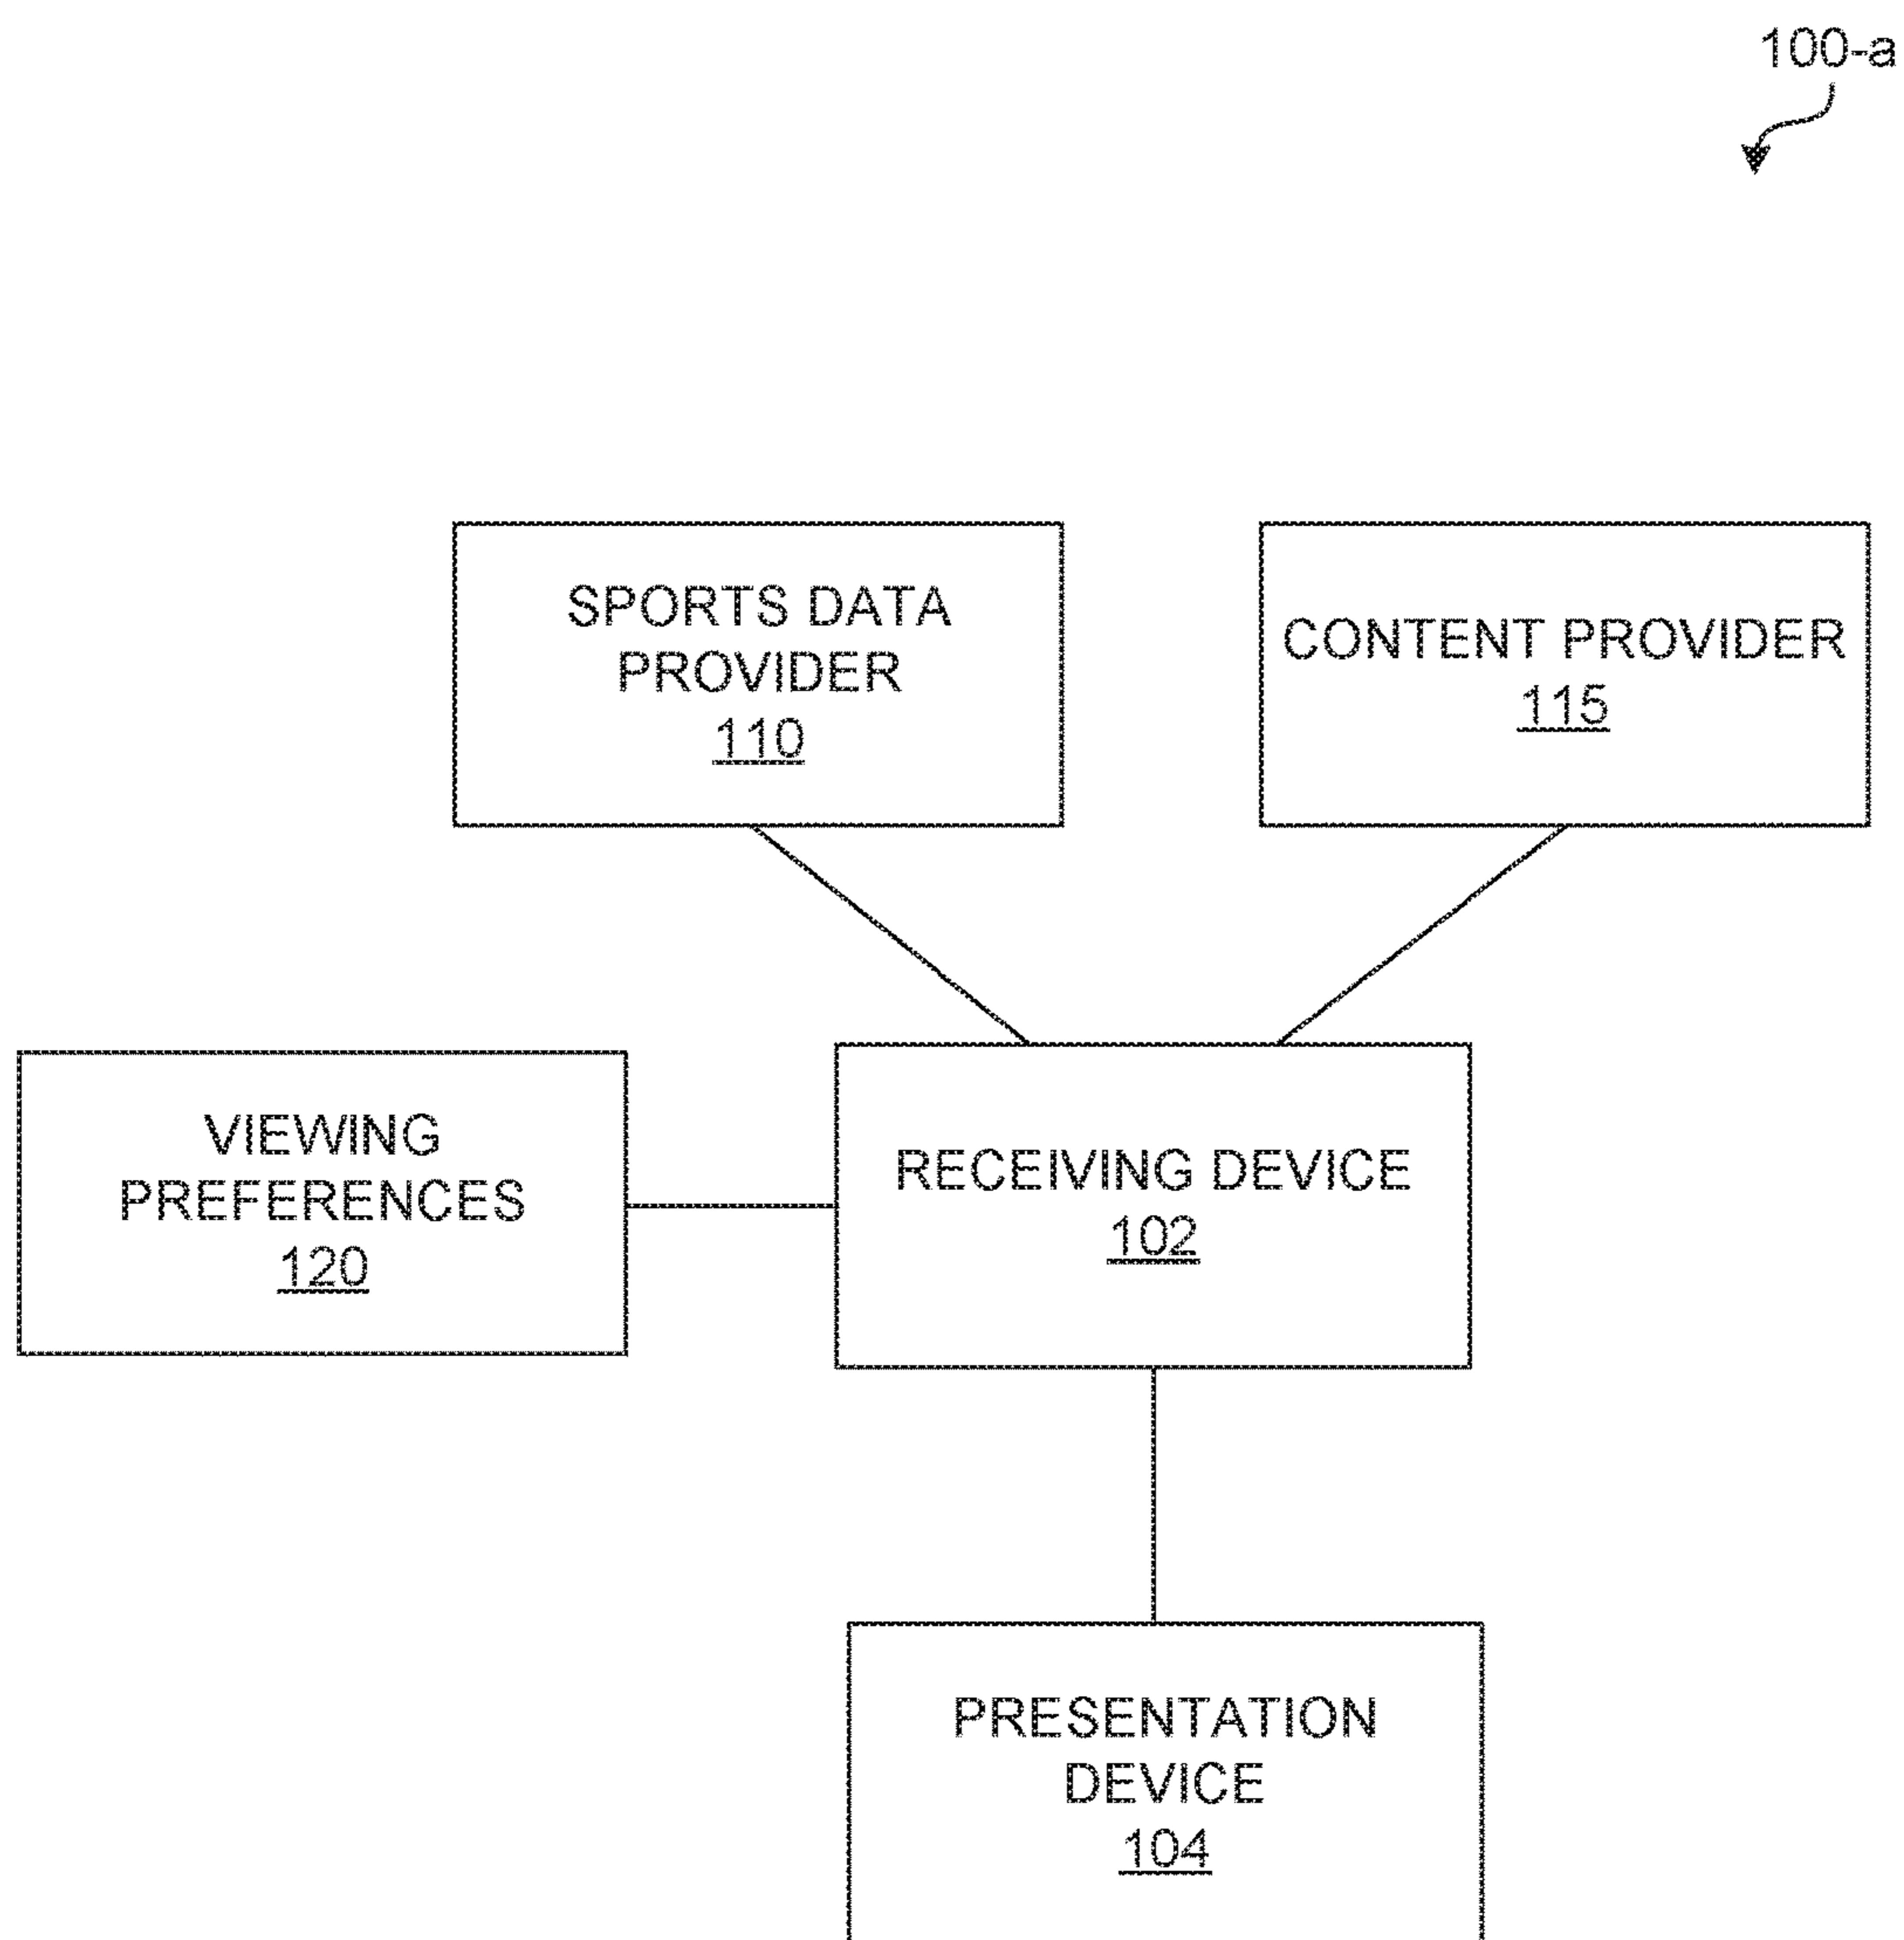 100-a
SPORTS DATA
PROVIDER
110
CONTENT PROVIDER
115
VIEWING
PREFERENCES
120
RECEIVING DEVICE
102
PRESENTATION
DEVICE
104